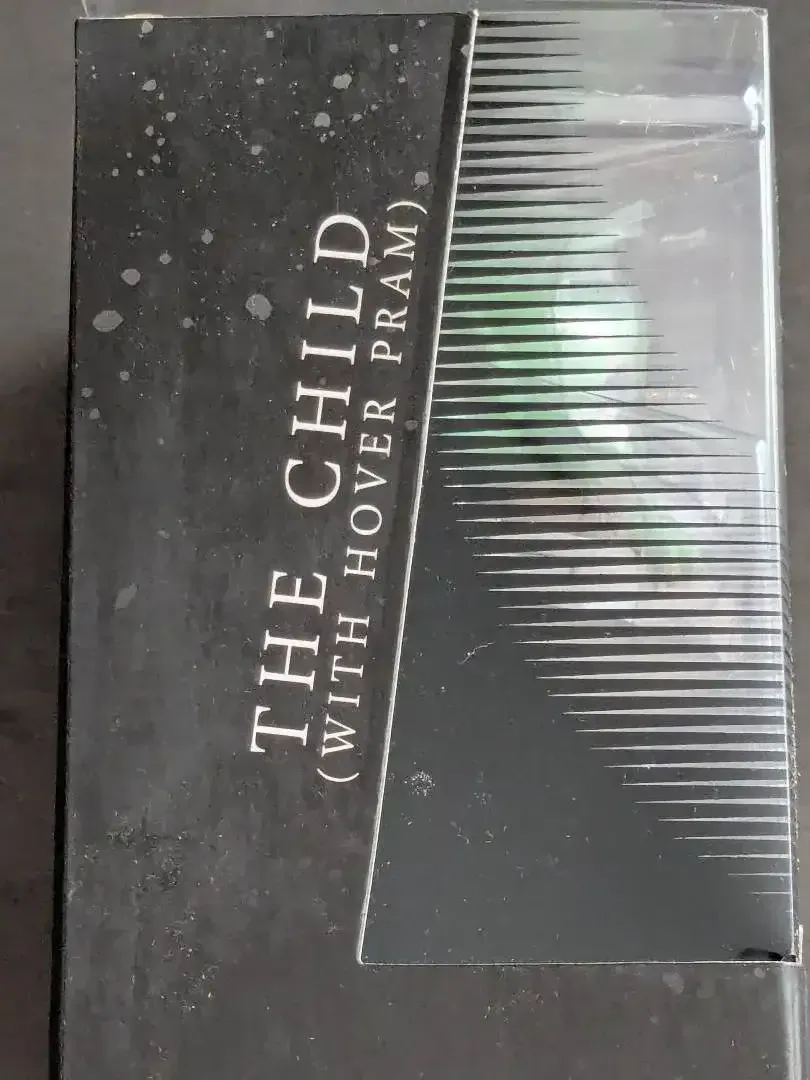 THE CHILD
(WITH HOVER PRAM)